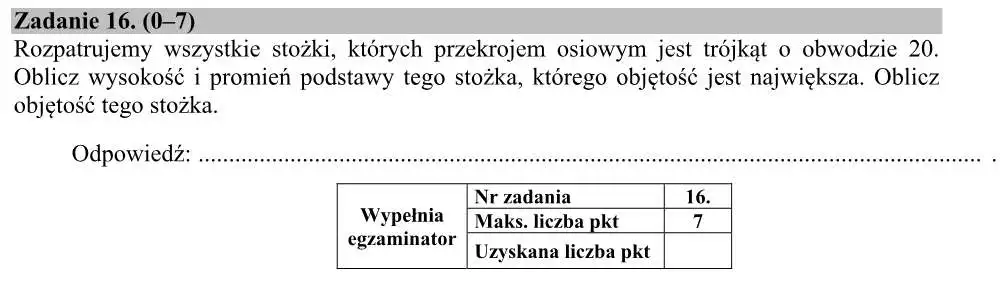 Zadanie 16. (0–7)
Rozpatrujemy wszystkie stożki, których przekrojem osiowym jest trójkąt o obwodzie 20.
Oblicz wysokość i promień podstawy tego stożka, którego objętość jest największa. Oblicz
objętość tego stożka.
Odpowiedź: ................................................................................................................................ .
Wypełnia
egzaminator
Nr zadania 16.
Maks. liczba pkt 7
Uzyskana liczba pkt